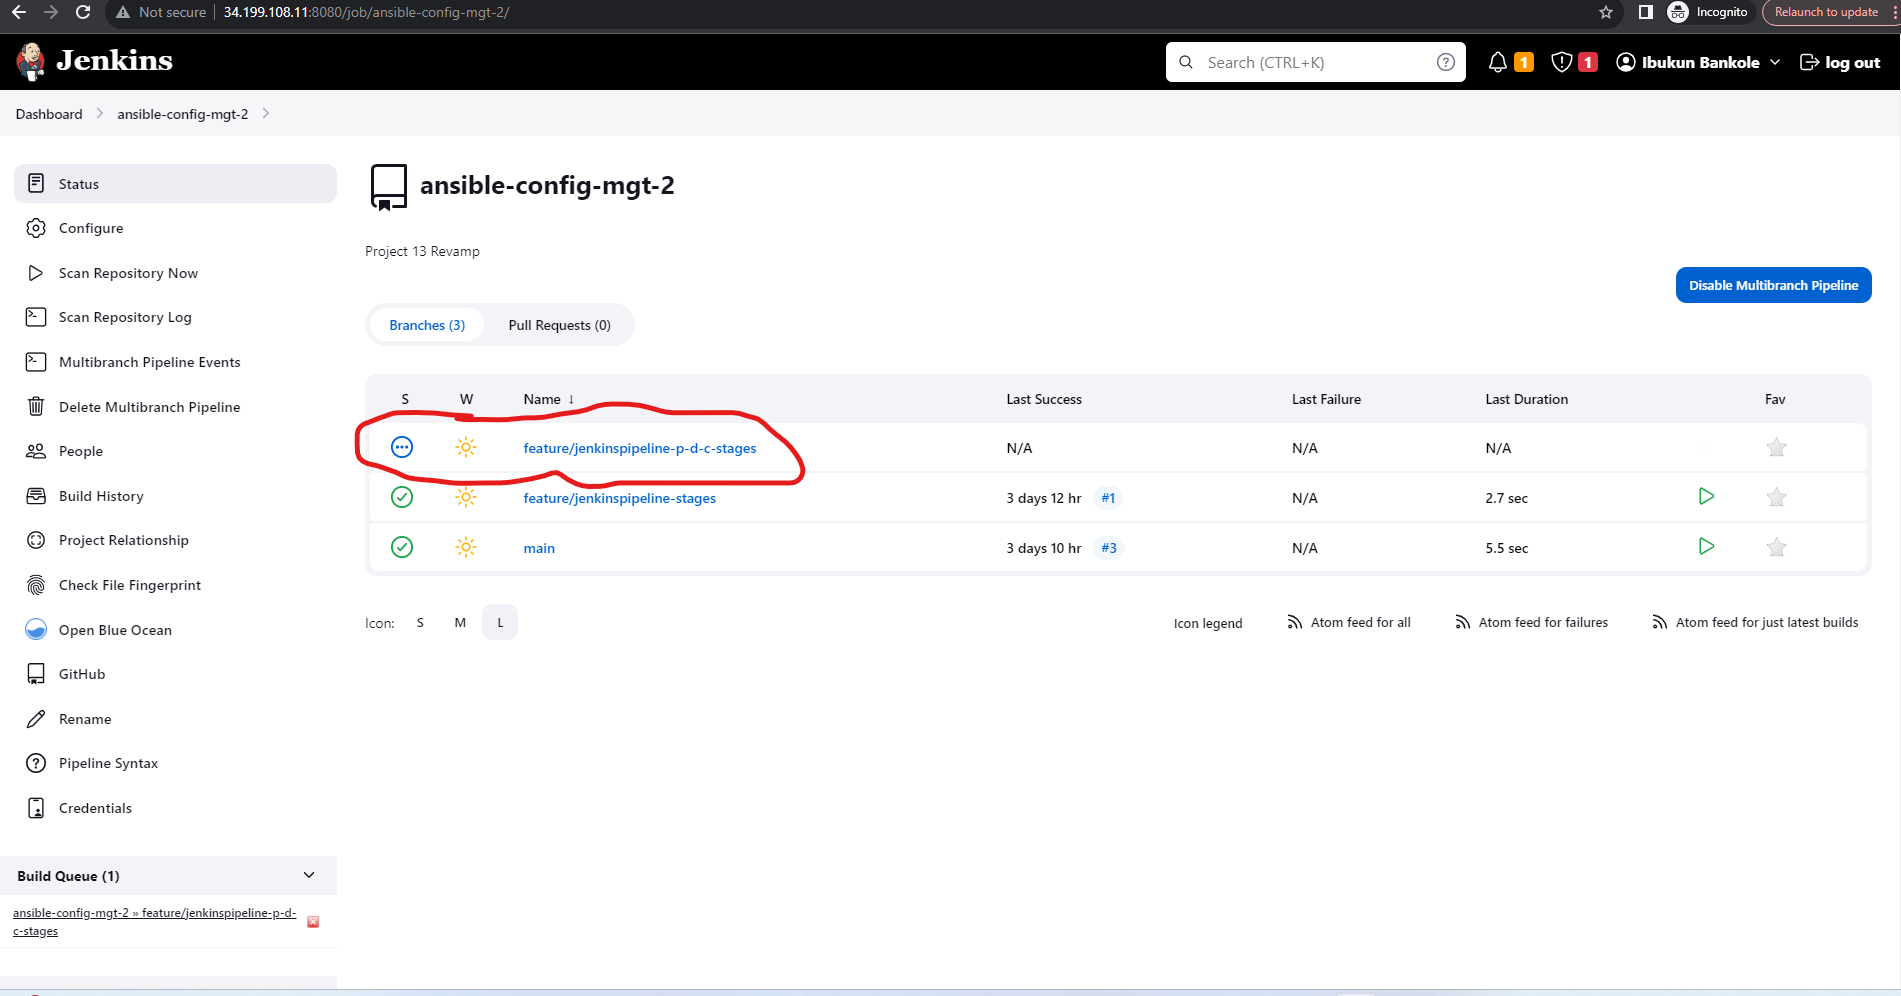 Not secure 34.199.108.11:8080/job/ansible-config-mgt-2/ Incognito Relaunch to update
Jenkins Search (CTRL+K) 1 1 Ibukun Bankole log out
Dashboard ansible-config-mgt-2
Status
Configure
Scan Repository Now
Scan Repository Log
Multibranch Pipeline Events
Delete Multibranch Pipeline
People
Build History
Project Relationship
Check File Fingerprint
Open Blue Ocean
GitHub
Rename
Pipeline Syntax
Credentials
Build Queue (1)
ansible-config-mgt-2 » feature/jenkinspipeline-p-d-
c-stages
ansible-config-mgt-2
Project 13 Revamp
Disable Multibranch Pipeline
Branches (3) Pull Requests (0)
S W Name ↓ Last Success Last Failure Last Duration Fav
feature/jenkinspipeline-p-d-c-stages N/A N/A N/A
feature/jenkinspipeline-stages 3 days 12 hr #1 N/A 2.7 sec
main 3 days 10 hr #3 N/A 5.5 sec
Icon: S M L Icon legend Atom feed for all Atom feed for failures Atom feed for just latest builds